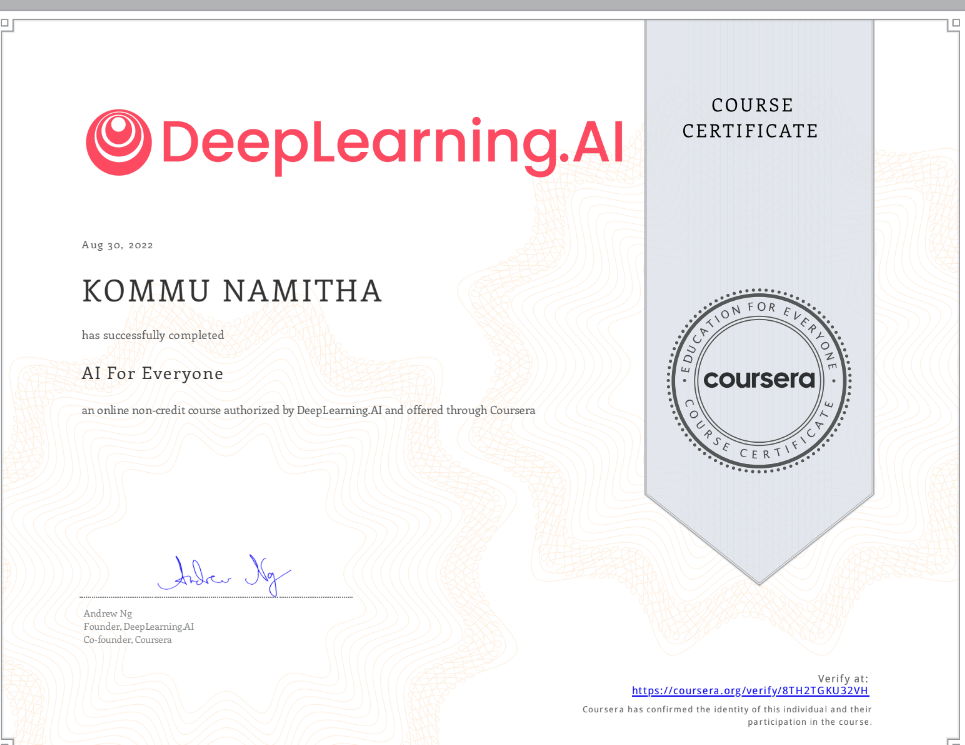 DeepLearning.AI
COURSE
CERTIFICATE
Aug 30, 2022
KOMMU NAMITHA
has successfully completed
AI For Everyone
an online non-credit course authorized by DeepLearning.AI and offered through Coursera
EDUCATION FOR EVERYONE
coursera
COURSE CERTIFICATE
Andrew Ng
Andrew Ng
Founder, DeepLearning.AI
Co-founder, Coursera
Verify at:
https://coursera.org/verify/8TH2TGKU32VH
Coursera has confirmed the identity of this individual and their
participation in the course.